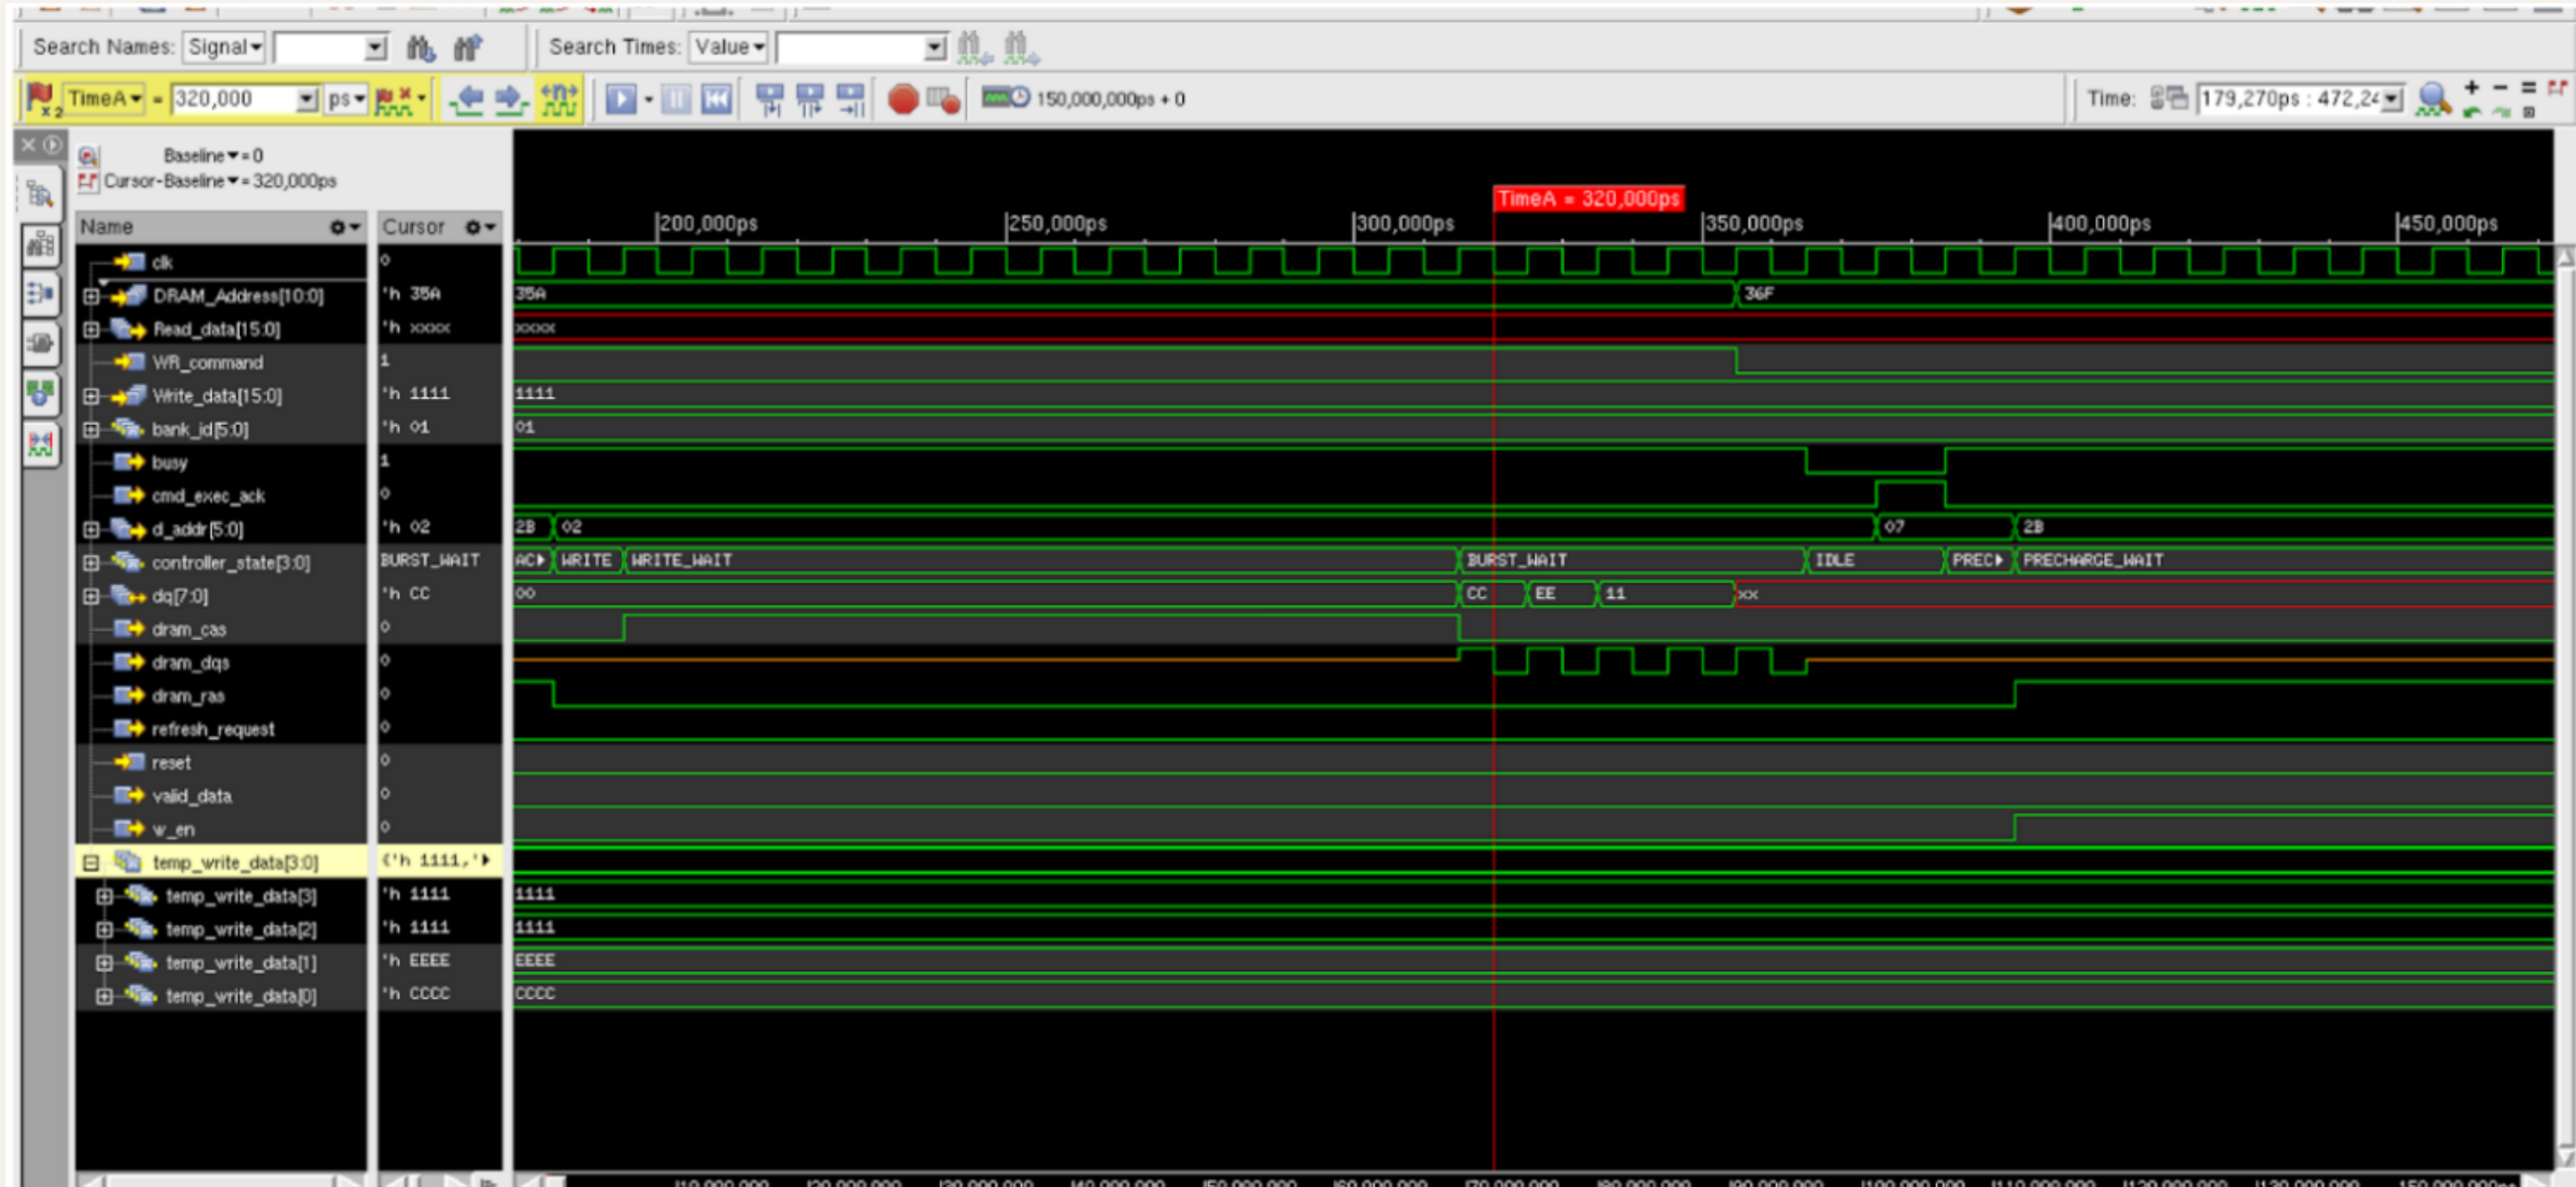 Search Names: Signal Search Times: Value
TimeA = 320,000 ps 150,000,000ps + 0 Time: 179,270ps : 472,24
Baseline = 0
Cursor-Baseline = 320,000ps
TimeA = 320,000ps
Name Cursor 200,000ps 250,000ps 300,000ps 350,000ps 400,000ps 450,000ps
clk 0
DRAM_Address[10:0] 'h 35A 35A 36F
Read_data[15:0] 'h xxxx xxxx
WR_command 1
Write_data[15:0] 'h 1111 1111
bank_id[5:0] 'h 01 01
busy 1
cmd_exec_ack 0
d_addr[5:0] 'h 02 2B 02 07 2B
controller_state[3:0] BURST_WAIT AC WRITE WRITE_WAIT BURST_WAIT IDLE PREC PRECHARGE_WAIT
dq[7:0] 'h CC 00 CC EE 11 xx
dram_cas 0
dram_dqs 0
dram_ras 0
refresh_request 0
reset 0
valid_data 0
w_en 0
temp_write_data[3:0] ('h 1111,'
temp_write_data[3] 'h 1111 1111
temp_write_data[2] 'h 1111 1111
temp_write_data[1] 'h EEEE EEEE
temp_write_data[0] 'h CCCC CCCC